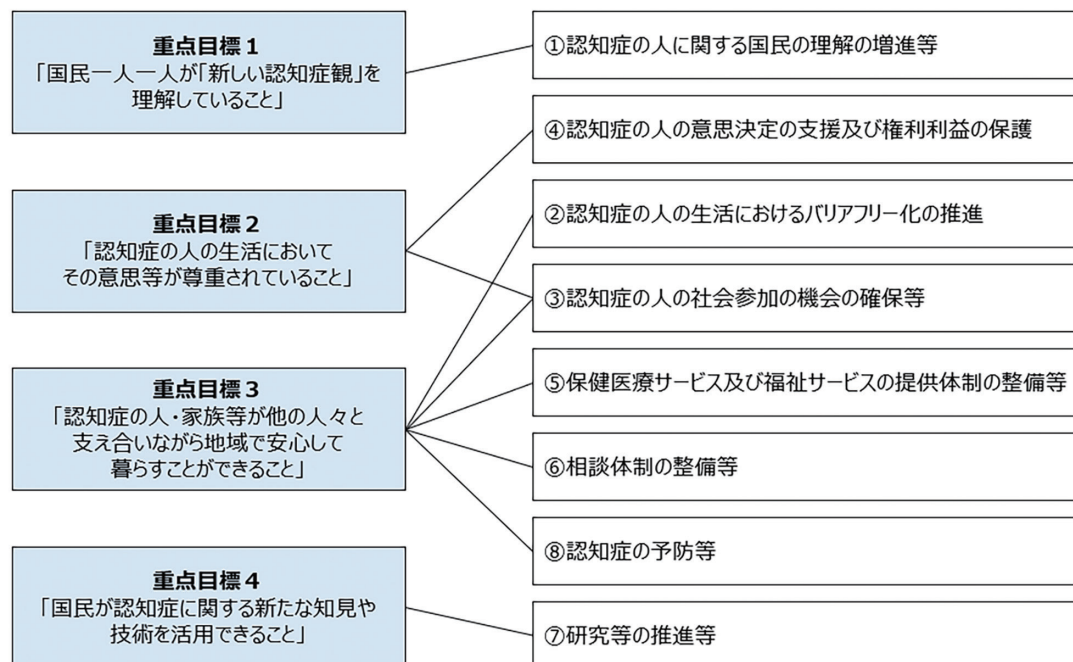 重点目標１
「国民一人一人が「新しい認知症観」を
理解していること」
重点目標２
「認知症の人の生活において
その意思等が尊重されていること」
重点目標３
「認知症の人・家族等が他の人々と
支え合いながら地域で安心して
暮らすことができること」
重点目標４
「国民が認知症に関する新たな知見や
技術を活用できること」
①認知症の人に関する国民の理解の増進等
④認知症の人の意思決定の支援及び権利利益の保護
②認知症の人の生活におけるバリアフリー化の推進
③認知症の人の社会参加の機会の確保等
⑤保健医療サービス及び福祉サービスの提供体制の整備等
⑥相談体制の整備等
⑧認知症の予防等
⑦研究等の推進等